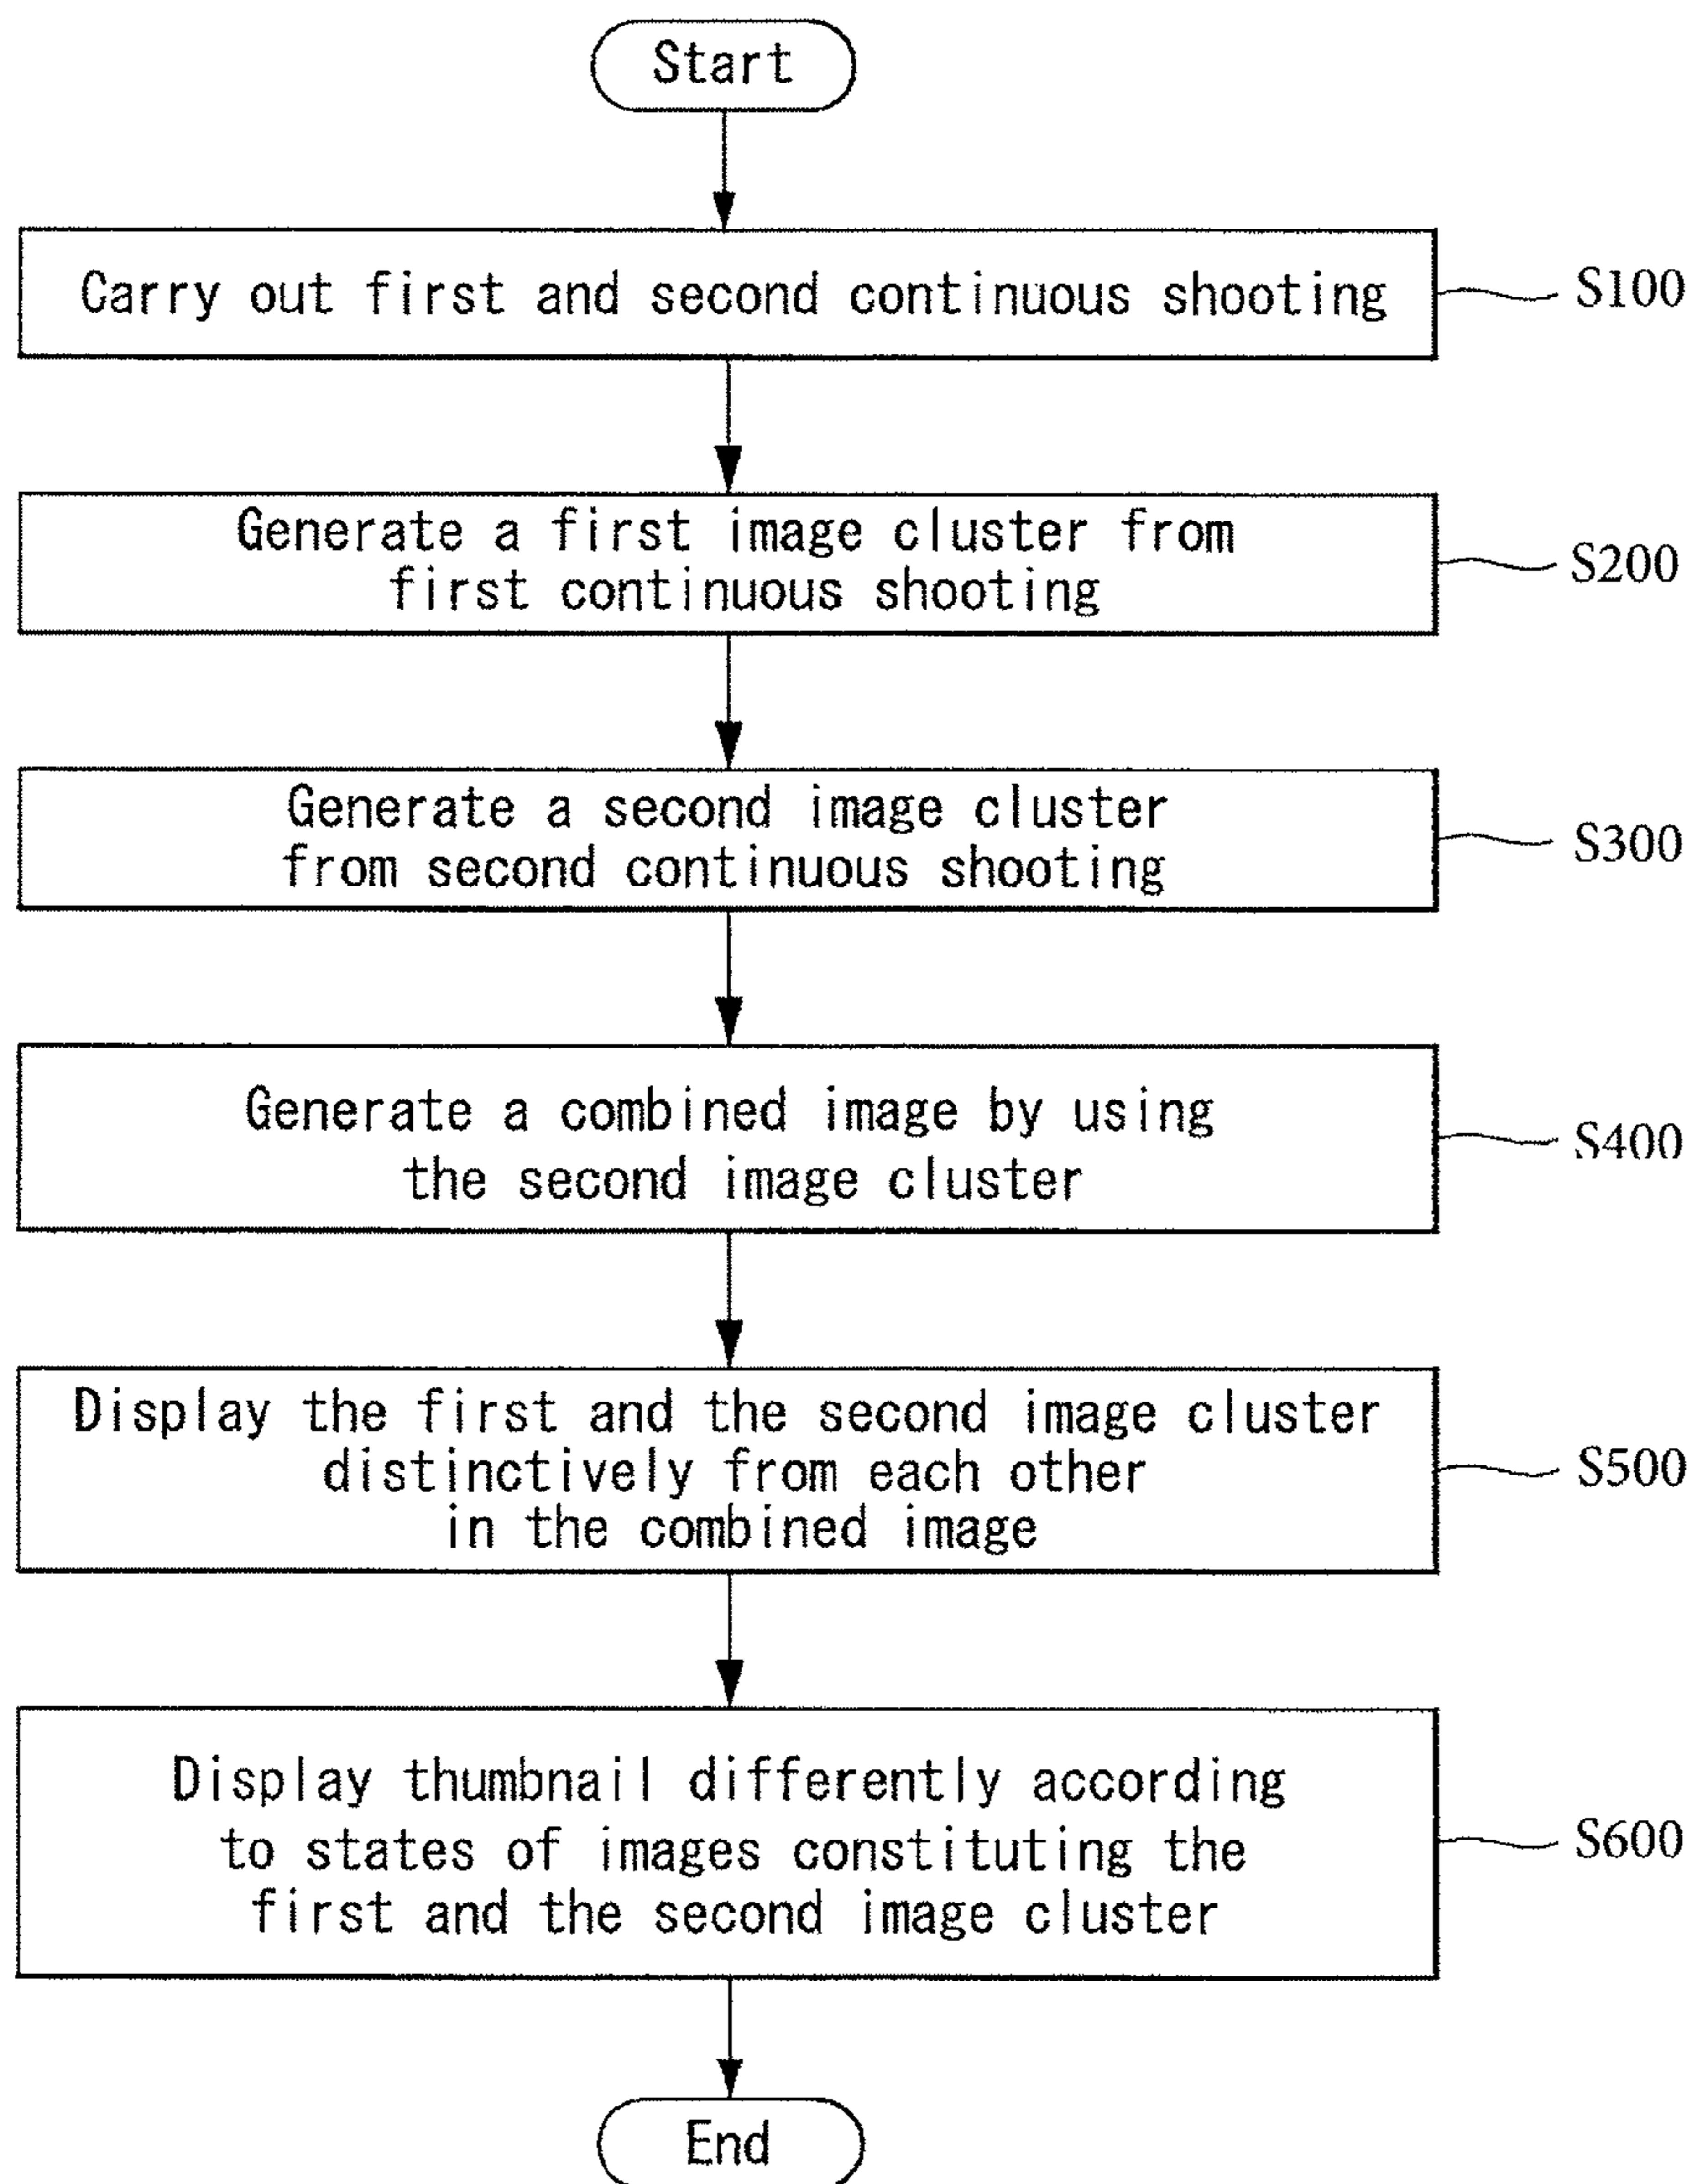 Start
Carry out first and second continuous shooting
S100
Generate a first image cluster from
first continuous shooting
S200
Generate a second image cluster
from second continuous shooting
S300
Generate a combined image by using
the second image cluster
S400
Display the first and the second image cluster
distinctively from each other
in the combined image
S500
Display thumbnail differently according
to states of images constituting the
first and the second image cluster
S600
End